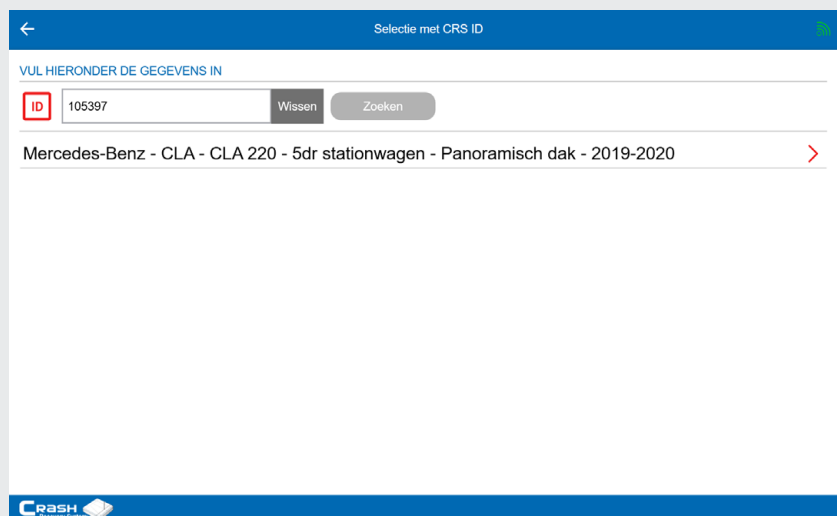 Selectie met CRS ID
VUL HIERONDER DE GEGEVENS IN
ID 105397 Wissen Zoeken
Mercedes-Benz - CLA - CLA 220 - 5dr stationwagen - Panoramisch dak - 2019-2020
CRASH